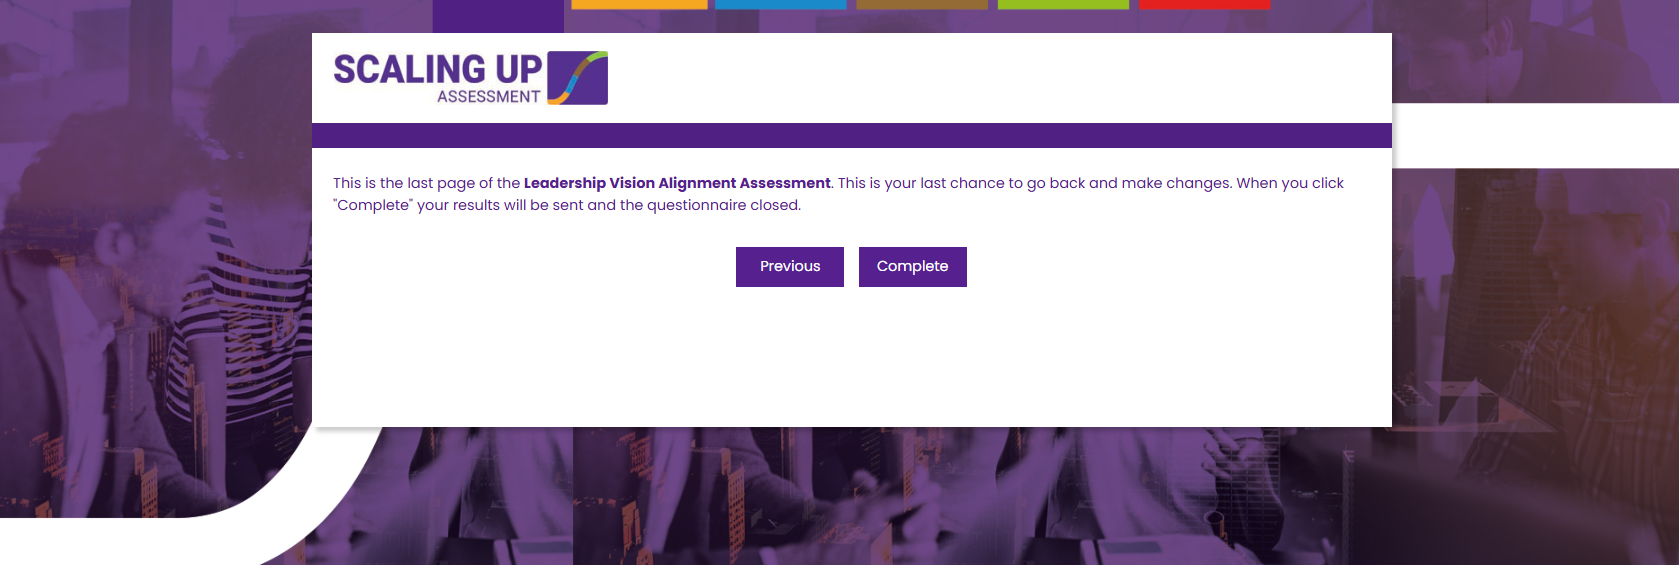 SCALING UP
ASSESSMENT
This is the last page of the Leadership Vision Alignment Assessment. This is your last chance to go back and make changes. When you click
"Complete" your results will be sent and the questionnaire closed.
Previous Complete